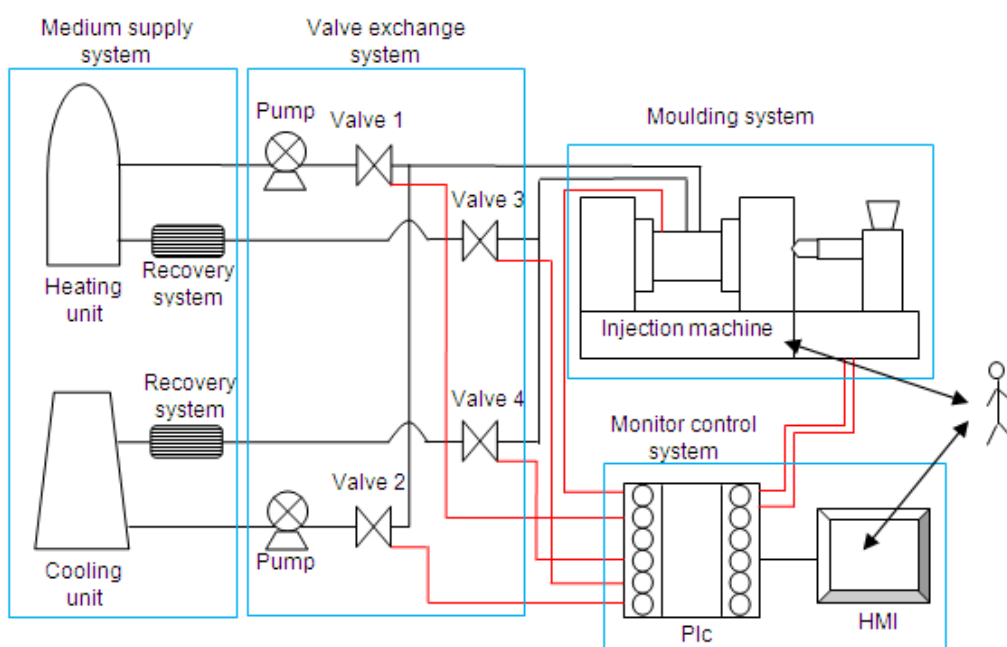 Medium supply
system
Valve exchange
system
Pump
Valve 1
Moulding system
Valve 3
Heating
unit
Recovery
system
Injection machine
Recovery
system
Valve 4
Monitor control
system
Valve 2
Cooling
unit
Pump
Plc
HMI